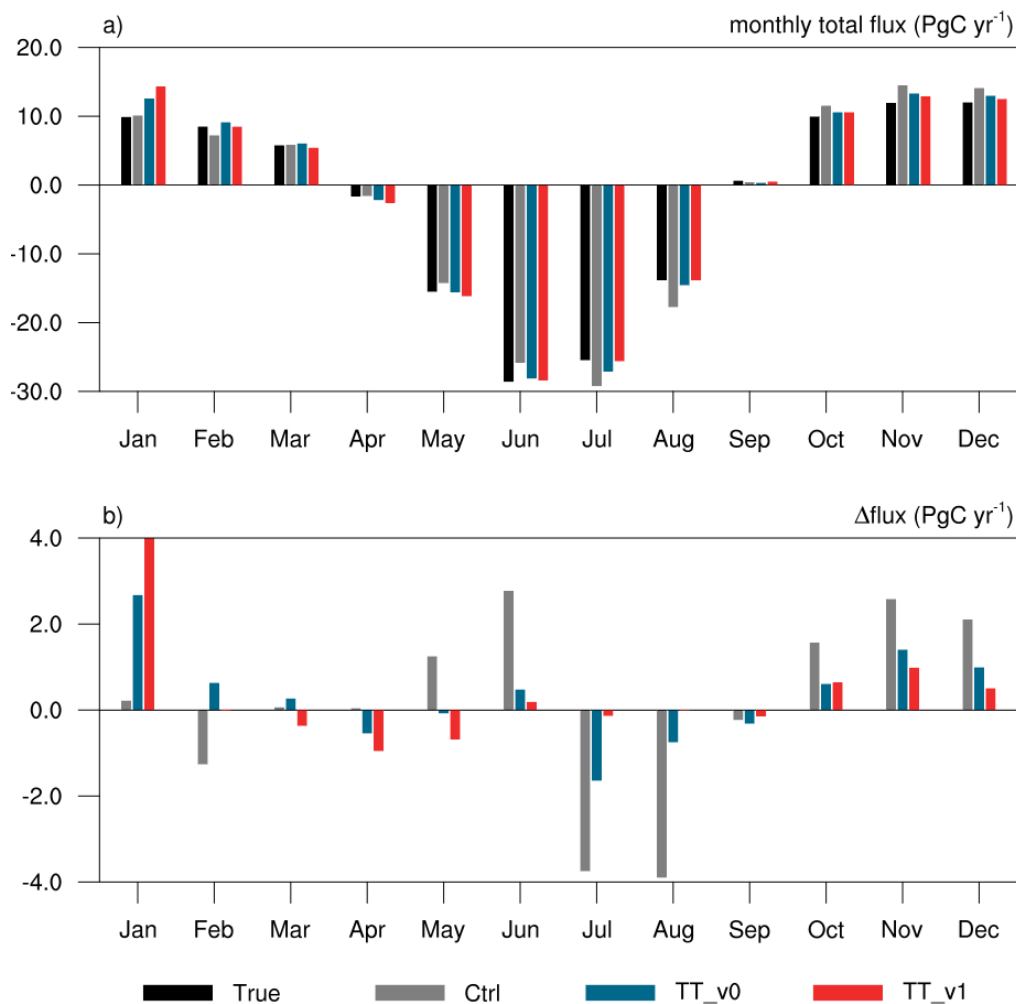 a) monthly total flux (PgC yr-1)
20.0
10.0
0.0
-10.0
-20.0
-30.0
Jan Feb Mar Apr May Jun Jul Aug Sep Oct Nov Dec
b) Δflux (PgC yr-1)
4.0
2.0
0.0
-2.0
-4.0
Jan Feb Mar Apr May Jun Jul Aug Sep Oct Nov Dec
True Ctrl TT_v0 TT_v1